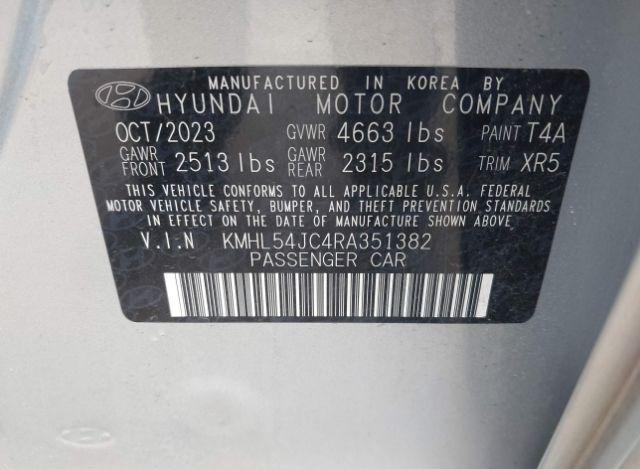 MANUFACTURED IN KOREA BY
HYUNDAI MOTOR COMPANY
OCT/2023 GVWR 4663 lbs PAINT T4A
GAWR FRONT 2513 lbs GAWR REAR 2315 lbs TRIM XR5
THIS VEHICLE CONFORMS TO ALL APPLICABLE U.S.A. FEDERAL
MOTOR VEHICLE SAFETY, BUMPER, AND THEFT PREVENTION STANDARDS
IN EFFECT ON THE DATE OF MANUFACTURE SHOWN ABOVE.
V.I.N KMHL54JC4RA351382
PASSENGER CAR